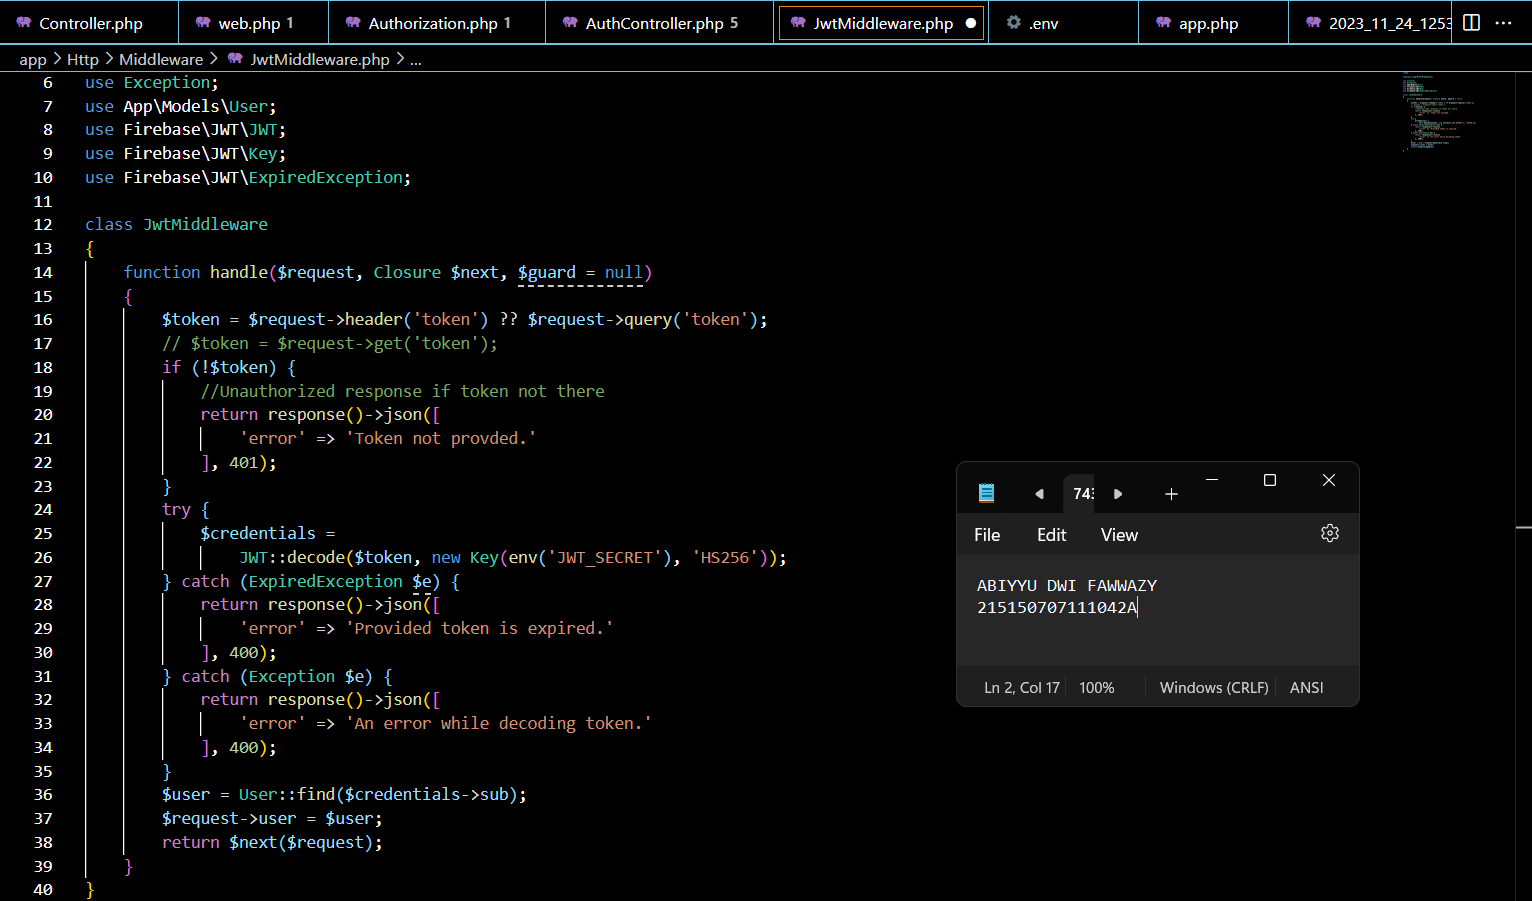 Controller.php
web.php 1
Authorization.php 1
AuthController.php 5
JwtMiddleware.php
.env
app.php
2023_11_24_1253
app > Http > Middleware > JwtMiddleware.php > ...
6 use Exception;
7 use App\Models\User;
8 use Firebase\JWT\JWT;
9 use Firebase\JWT\Key;
10 use Firebase\JWT\ExpiredException;
11
12 class JwtMiddleware
13 {
14 function handle($request, Closure $next, $guard = null)
15 {
16 $token = $request->header('token') ?? $request->query('token');
17 // $token = $request->get('token');
18 if (!$token) {
19 //Unauthorized response if token not there
20 return response()->json([
21 'error' => 'Token not provded.'
22 ], 401);
23 }
24 try {
25 $credentials =
26 JWT::decode($token, new Key(env('JWT_SECRET'), 'HS256'));
27 } catch (ExpiredException $e) {
28 return response()->json([
29 'error' => 'Provided token is expired.'
30 ], 400);
31 } catch (Exception $e) {
32 return response()->json([
33 'error' => 'An error while decoding token.'
34 ], 400);
35 }
36 $user = User::find($credentials->sub);
37 $request->user = $user;
38 return $next($request);
39 }
40 }
743
File Edit View
ABIYYU DWI FAWWAZY
215150707111042A
Ln 2, Col 17 100% Windows (CRLF) ANSI